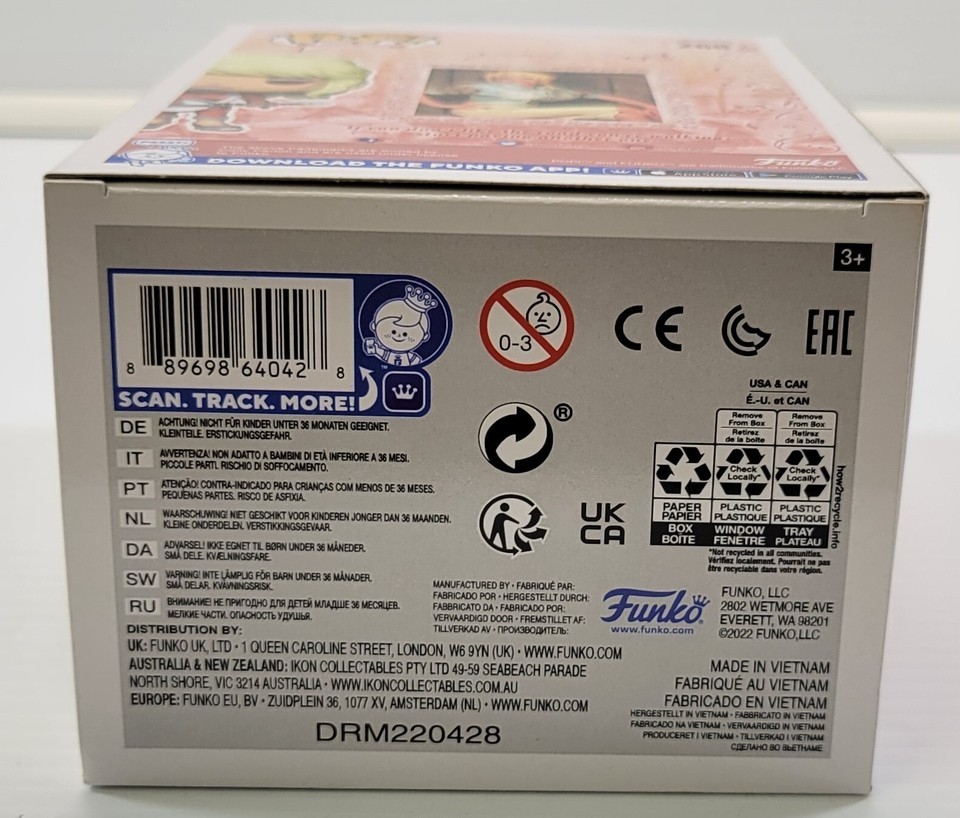 DOWNLOAD THE FUNKO APP!
Funko
3+
8 89698 64042 8
SCAN. TRACK. MORE!
™
0-3
CE
EAC
®
UK
CA
USA & CAN
É.-U. et CAN
Remove From Box
Retirez de la boîte
Remove From Box
Retirez de la boîte
Check Locally*
Check Locally*
PAPER
PAPIER
PLASTIC
PLASTIQUE
PLASTIC
PLASTIQUE
BOX
BOÎTE
WINDOW
FENÊTRE
TRAY
PLATEAU
how2recycle.info
*Not recycled in all communities.
Vérifiez localement. Pourrait ne pas
être recyclable dans votre région.
DE ACHTUNG! NICHT FÜR KINDER UNTER 36 MONATEN GEEIGNET.
KLEINTEILE. ERSTICKUNGSGEFAHR.
IT AVVERTENZA! NON ADATTO A BAMBINI DI ETÀ INFERIORE A 36 MESI.
PICCOLE PARTI. RISCHIO DI SOFFOCAMENTO.
PT ATENÇÃO! CONTRA-INDICADO PARA CRIANÇAS COM MENOS DE 36 MESES.
PEQUENAS PARTES. RISCO DE ASFIXIA.
NL WAARSCHUWING! NIET GESCHIKT VOOR KINDEREN JONGER DAN 36 MAANDEN.
KLEINE ONDERDELEN. VERSTIKKINGSGEVAAR.
DA ADVARSEL! IKKE EGNET TIL BØRN UNDER 36 MÅNEDER.
SMÅ DELE. KVÆLNINGSFARE.
SW VARNING! INTE LÄMPLIG FÖR BARN UNDER 36 MÅNADER.
SMÅ DELAR. KVÄVNINGSRISK.
RU ВНИМАНИЕ! НЕ ПРИГОДНО ДЛЯ ДЕТЕЙ МЛАДШЕ 36 МЕСЯЦЕВ.
МЕЛКИЕ ЧАСТИ. ОПАСНОСТЬ УДУШЬЯ.
MANUFACTURED BY • FABRIQUÉ PAR:
FABRICADO POR • HERGESTELLT DURCH:
FABBRICATO DA • FABRICADO POR:
VERVAARDIGD DOOR • FREMSTILLET AF:
TILLVERKAD AV • ПРОИЗВОДИТЕЛЬ:
Funko
www.funko.com
FUNKO, LLC
2802 WETMORE AVE
EVERETT, WA 98201
©2022 FUNKO,LLC
DISTRIBUTION BY:
UK: FUNKO UK, LTD • 1 QUEEN CAROLINE STREET, LONDON, W6 9YN (UK) • WWW.FUNKO.COM
AUSTRALIA & NEW ZEALAND: IKON COLLECTABLES PTY LTD 49-59 SEABEACH PARADE
NORTH SHORE, VIC 3214 AUSTRALIA • WWW.IKONCOLLECTABLES.COM.AU
EUROPE: FUNKO EU, BV • ZUIDPLEIN 36, 1077 XV, AMSTERDAM (NL) • WWW.FUNKO.COM
MADE IN VIETNAM
FABRIQUÉ AU VIETNAM
FABRICADO EN VIETNAM
HERGESTELLT IN VIETNAM • FABBRICATO IN VIETNAM
FABRICADO NA VIETNAM • VERVAARDIGD IN VIETNAM
PRODUCERET I VIETNAM • TILLVERKAD I VIETNAM
СДЕЛАНО ВО ВЬЕТНАМЕ
DRM220428